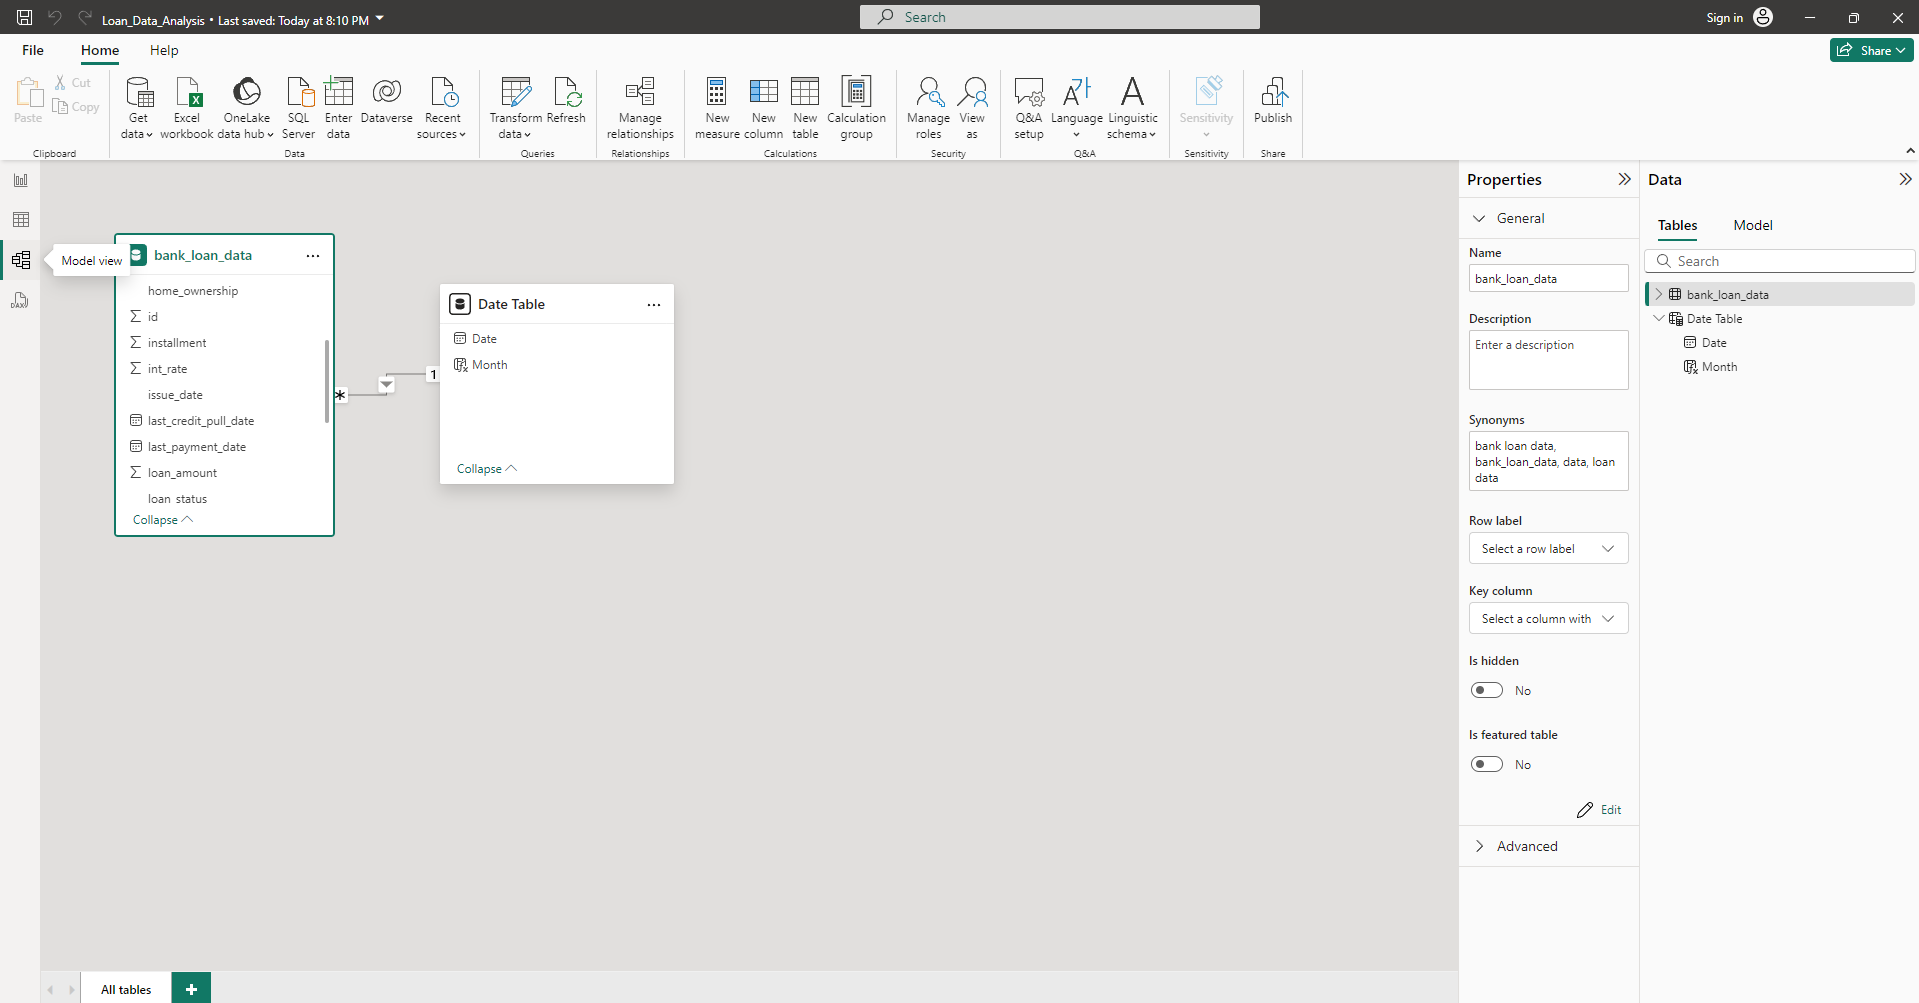 Loan_Data_Analysis • Last saved: Today at 8:10 PM
Search
Sign in
File
Home
Help
Share
Paste
Cut
Copy
Clipboard
Get data
Excel workbook
OneLake data hub
SQL Server
Enter data
Dataverse
Recent sources
Data
Transform data
Refresh
Queries
Manage relationships
Relationships
New measure
New column
New table
Calculation group
Calculations
Manage roles
View as
Security
Q&A setup
Language
Linguistic schema
Q&A
Sensitivity
Sensitivity
Publish
Share
Model view
DAX
bank_loan_data
home_ownership
id
installment
int_rate
issue_date
last_credit_pull_date
last_payment_date
loan_amount
loan_status
Collapse
*
1
Date Table
Date
Month
Collapse
Properties
General
Name
bank_loan_data
Description
Enter a description
Synonyms
bank loan data,
bank_loan_data, data, loan
data
Row label
Select a row label
Key column
Select a column with
Is hidden
No
Is featured table
No
Edit
Advanced
Data
Tables
Model
Search
bank_loan_data
Date Table
Date
Month
All tables